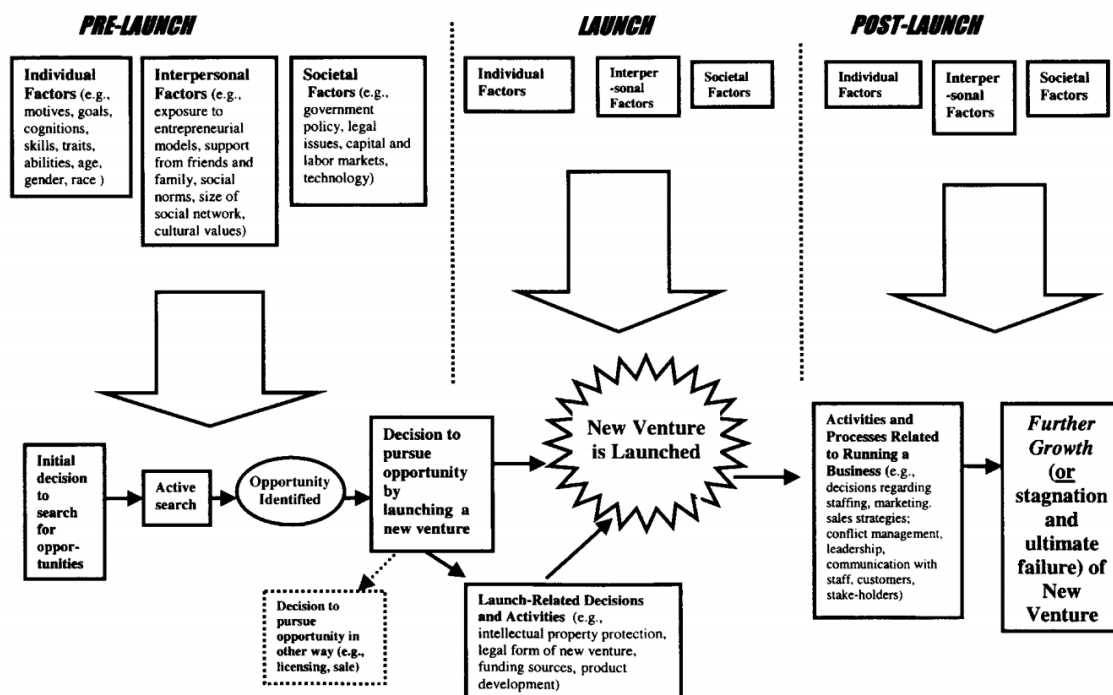 PRE-LAUNCH
LAUNCH
POST-LAUNCH
Individual
Factors (e.g.,
motives, goals,
cognitions,
skills, traits,
abilities, age,
gender, race )
Interpersonal
Factors (e.g.,
exposure to
entrepreneurial
models, support
from friends and
family, social
norms, size of
social network,
cultural values)
Societal
Factors (e.g.,
government
policy, legal
issues, capital and
labor markets,
technology)
Individual
Factors
Interper
-sonal
Factors
Societal
Factors
Individual
Factors
Interper
-sonal
Factors
Societal
Factors
Initial
decision
to
search
for
oppor-
tunities
Active
search
Opportunity
Identified
Decision to
pursue
opportunity
by
launching a
new venture
New Venture
is Launched
Decision to
pursue
opportunity in
other way (e.g.,
licensing, sale)
Launch-Related Decisions
and Activities (e.g.,
intellectual property protection,
legal form of new venture,
funding sources, product
development)
Activities and
Processes Related
to Running a
Business (e.g.,
decisions regarding
staffing, marketing.
sales strategies;
conflict management,
leadership,
communication with
staff, customers,
stake-holders)
Further
Growth
(or
stagnation
and
ultimate
failure) of
New
Venture